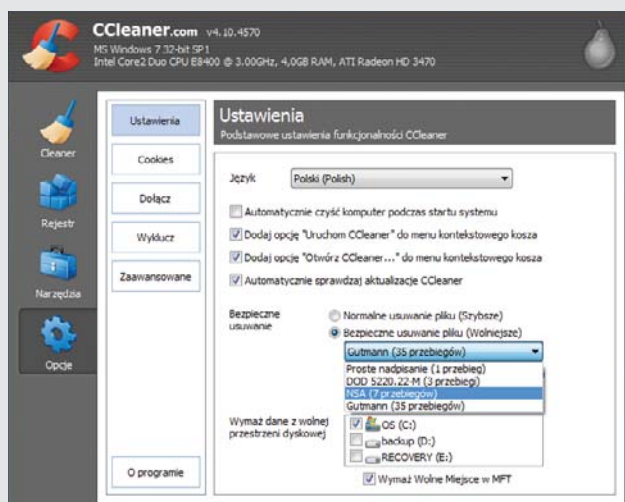 CCleaner.com v4.10.4570
MS Windows 7 32-bit SP1
Intel Core2 Duo CPU E8400 @ 3.00GHz, 4,0GB RAM, ATI Radeon HD 3470
Cleaner
Rejestr
Narzędzia
Opcje
Ustawienia
Cookies
Dołącz
Wyklucz
Zaawansowane
O programie
Ustawienia
Podstawowe ustawienia funkcjonalności CCleaner
Język Polski (Polish)
Automatycznie czyść komputer podczas startu systemu
Dodaj opcję "Uruchom CCleaner" do menu kontekstowego kosza
Dodaj opcję "Otwórz CCleaner..." do menu kontekstowego kosza
Automatycznie sprawdzaj aktualizacje CCleaner
Bezpieczne usuwanie
Normalne usuwanie pliku (Szybsze)
Bezpieczne usuwanie pliku (Wolniejsze)
Gutmann (35 przebiegów)
Proste nadpisanie (1 przebieg)
DOD 5220.22-M (3 przebiegi)
NSA (7 przebiegów)
Gutmann (35 przebiegów)
Wymaż dane z wolnej
przestrzeni dyskowej
OS (C:)
backup (D:)
RECOVERY (E:)
Wymaż Wolne Miejsce w MFT